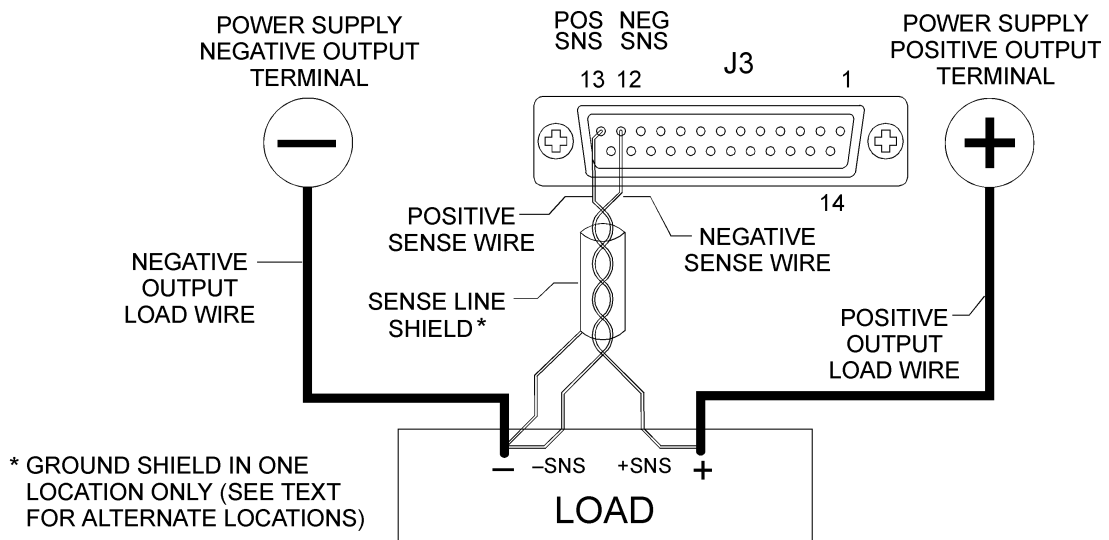 POWER SUPPLY
NEGATIVE OUTPUT
TERMINAL
POS
SNS
NEG
SNS
J3
13
12
1
POWER SUPPLY
POSITIVE OUTPUT
TERMINAL
14
POSITIVE
SENSE WIRE
NEGATIVE
SENSE WIRE
NEGATIVE
OUTPUT
LOAD WIRE
SENSE LINE
SHIELD*
POSITIVE
OUTPUT
LOAD WIRE
– –SNS +SNS +
LOAD
* GROUND SHIELD IN ONE
LOCATION ONLY (SEE TEXT
FOR ALTERNATE LOCATIONS)